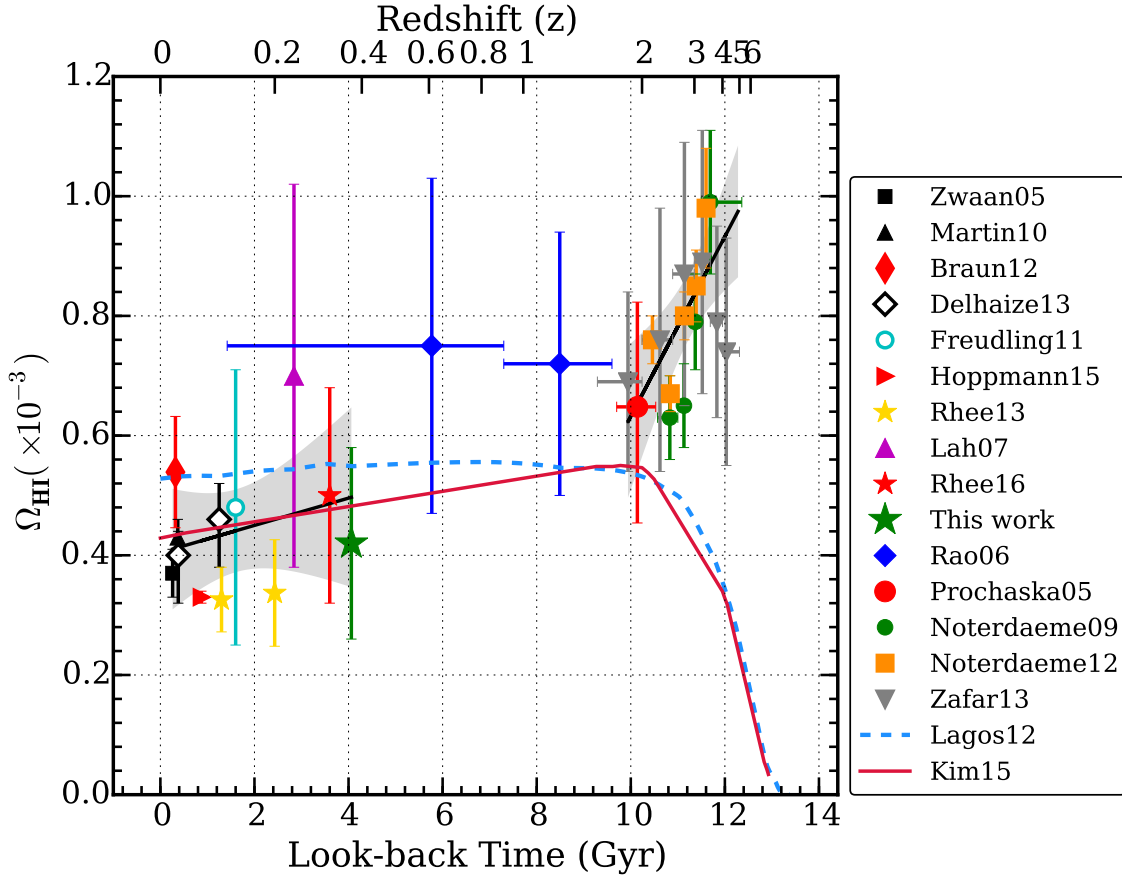 Redshift (z)
0 0.2 0.4 0.6 0.8 1 2 3 4 5 6
1.2
1.0
0.8
0.6
0.4
0.2
0.0
Ω_HI( ×10⁻³ )
0 2 4 6 8 10 12 14
Look-back Time (Gyr)
Zwaan05
Martin10
Braun12
Delhaize13
Freudling11
Hoppmann15
Rhee13
Lah07
Rhee16
This work
Rao06
Prochaska05
Noterdaeme09
Noterdaeme12
Zafar13
Lagos12
Kim15